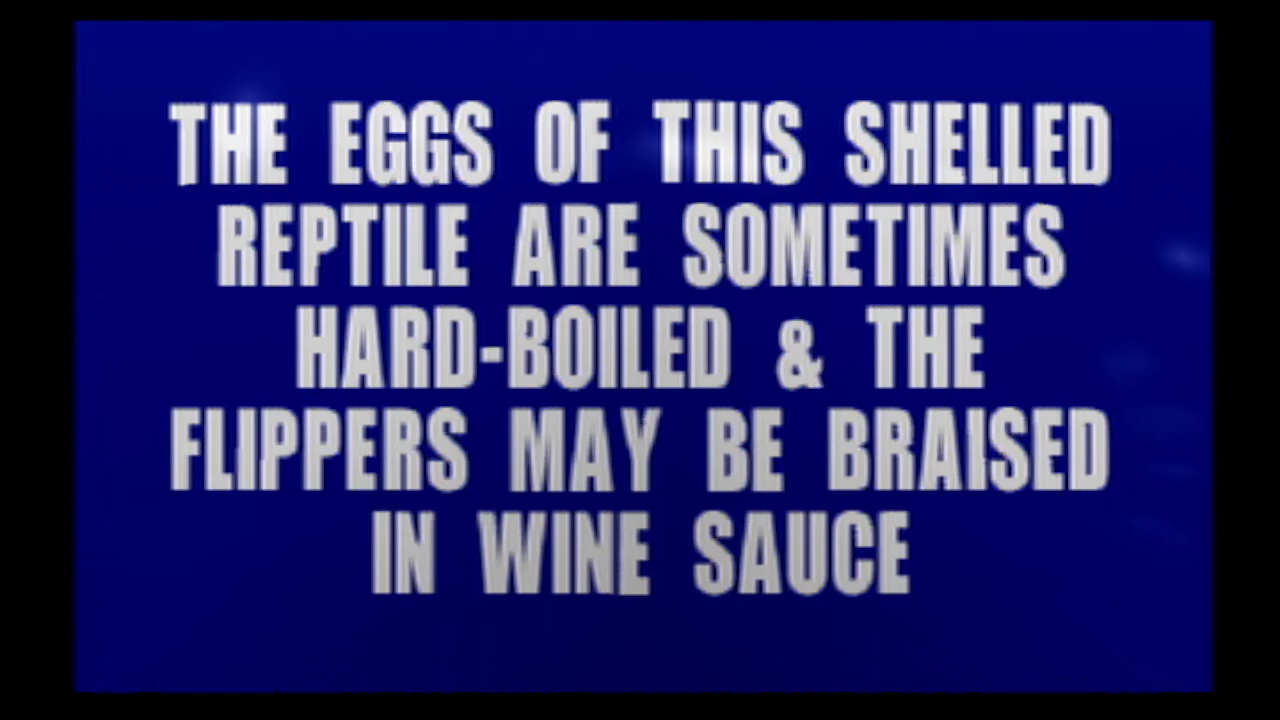 THE EGGS OF THIS SHELLED
REPTILE ARE SOMETIMES
HARD-BOILED & THE
FLIPPERS MAY BE BRAISED
IN WINE SAUCE